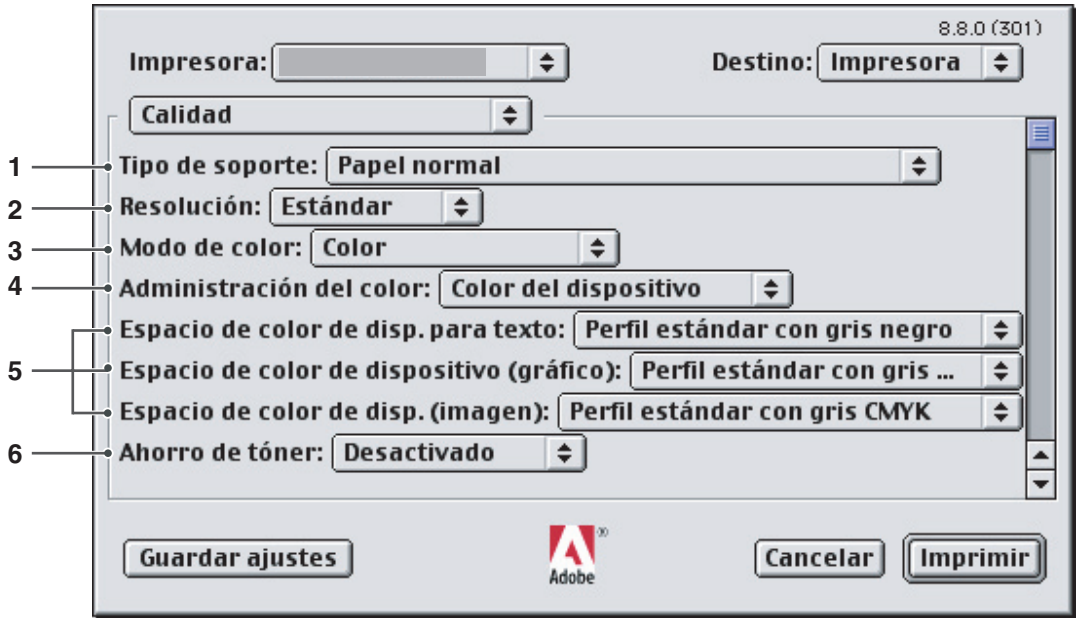 8.8.0 (301)
Impresora: Destino: Impresora
Calidad
1 Tipo de soporte: Papel normal
2 Resolución: Estándar
3 Modo de color: Color
4 Administración del color: Color del dispositivo
Espacio de color de disp. para texto: Perfil estándar con gris negro
5 Espacio de color de dispositivo (gráfico): Perfil estándar con gris ...
Espacio de color de disp. (imagen): Perfil estándar con gris CMYK
6 Ahorro de tóner: Desactivado
Guardar ajustes Adobe ® Cancelar Imprimir